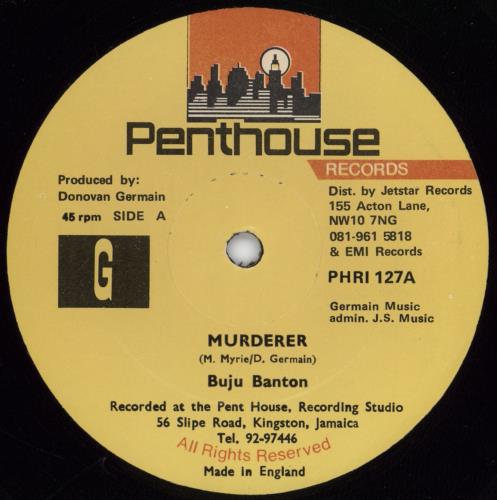 Penthouse
RECORDS
Produced by:
Donovan Germain
45 rpm SIDE A
G
Dist. by Jetstar Records
155 Acton Lane,
NW10 7NG
081-961 5818
& EMI Records
PHRI 127A
Germain Music
admin. J.S. Music
MURDERER
(M. Myrie/D. Germain)
Buju Banton
Recorded at the Pent House, Recording Studio
56 Slipe Road, Kingston, Jamaica
Tel. 92-97446
All Rights Reserved
Made in England